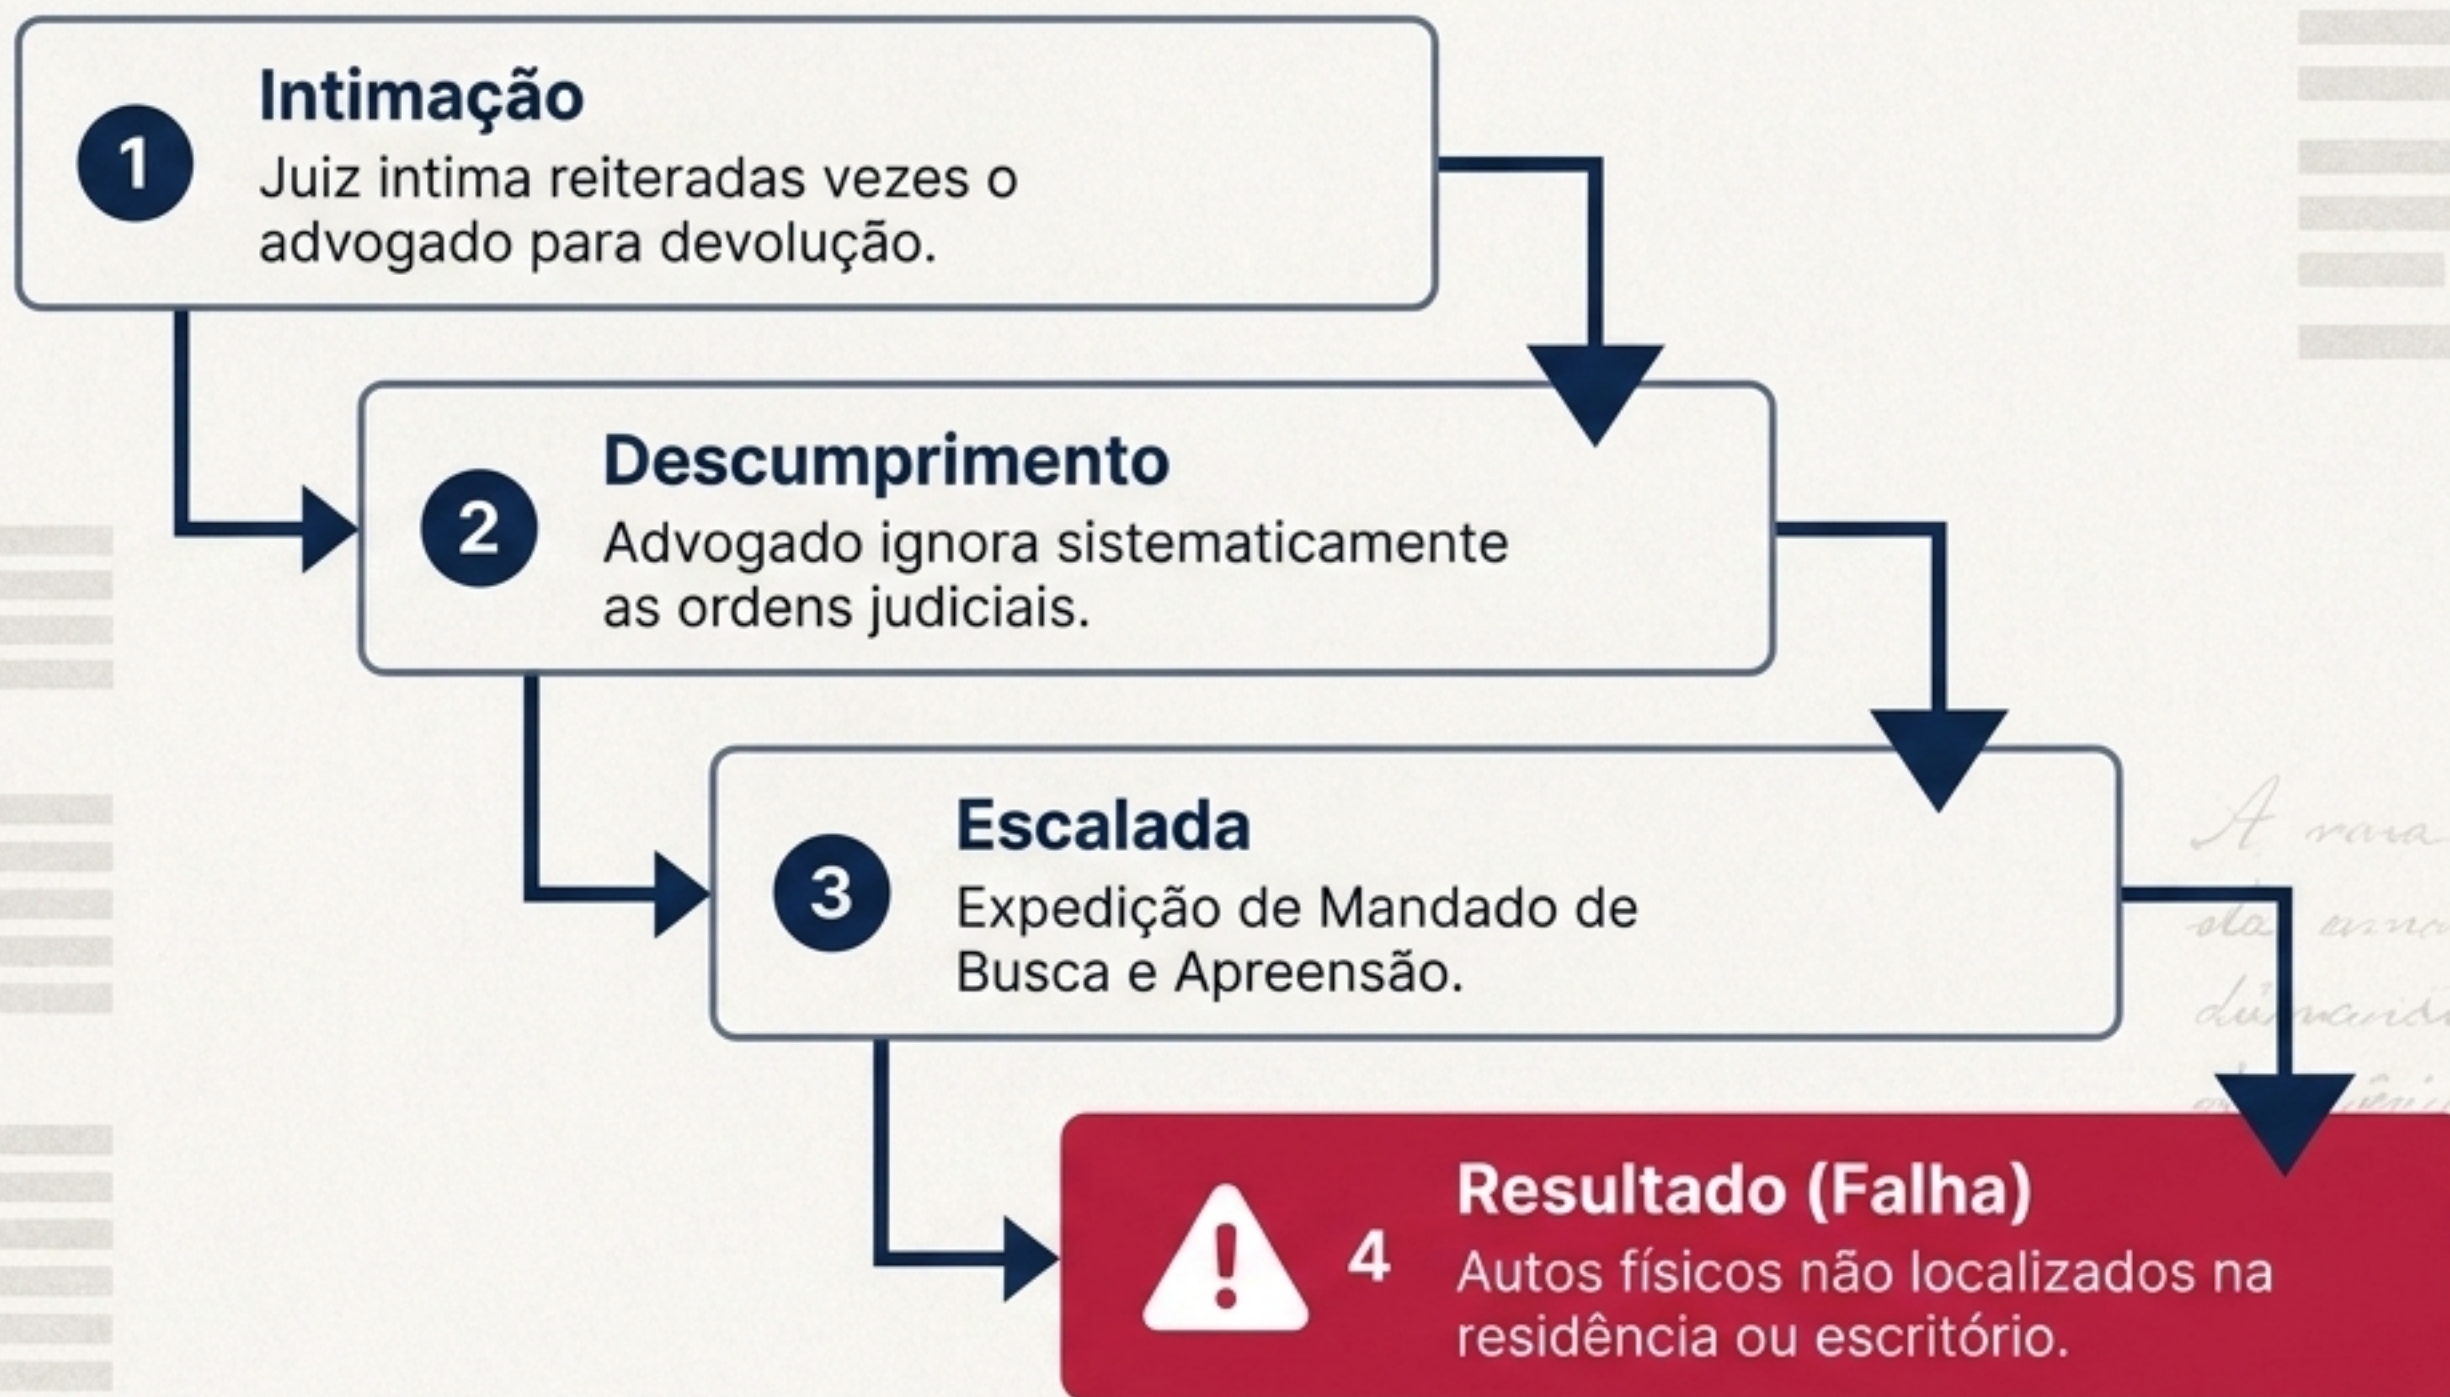 1
Intimação
Juiz intima reiteradas vezes o
advogado para devolução.
2
Descumprimento
Advogado ignora sistematicamente
as ordens judiciais.
3
Escalada
Expedição de Mandado de
Busca e Apreensão.
4
Resultado (Falha)
Autos físicos não localizados na
residência ou escritório.